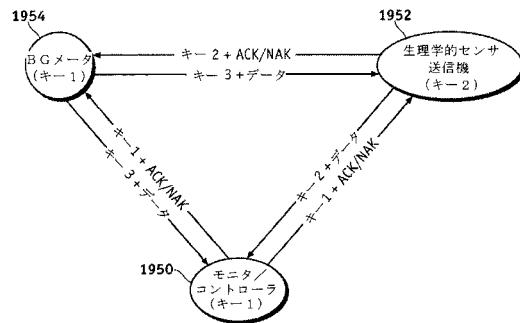 1954
BGメータ
(キー1)
1952
生理学的センサ
送信機
(キー2)
キー2+ACK/NAK
キー3+データ
キー1+ACK/NAK
キー3+データ
キー2+データ
キー1+ACK/NAK
1950
モニタ/
コントローラ
(キー1)